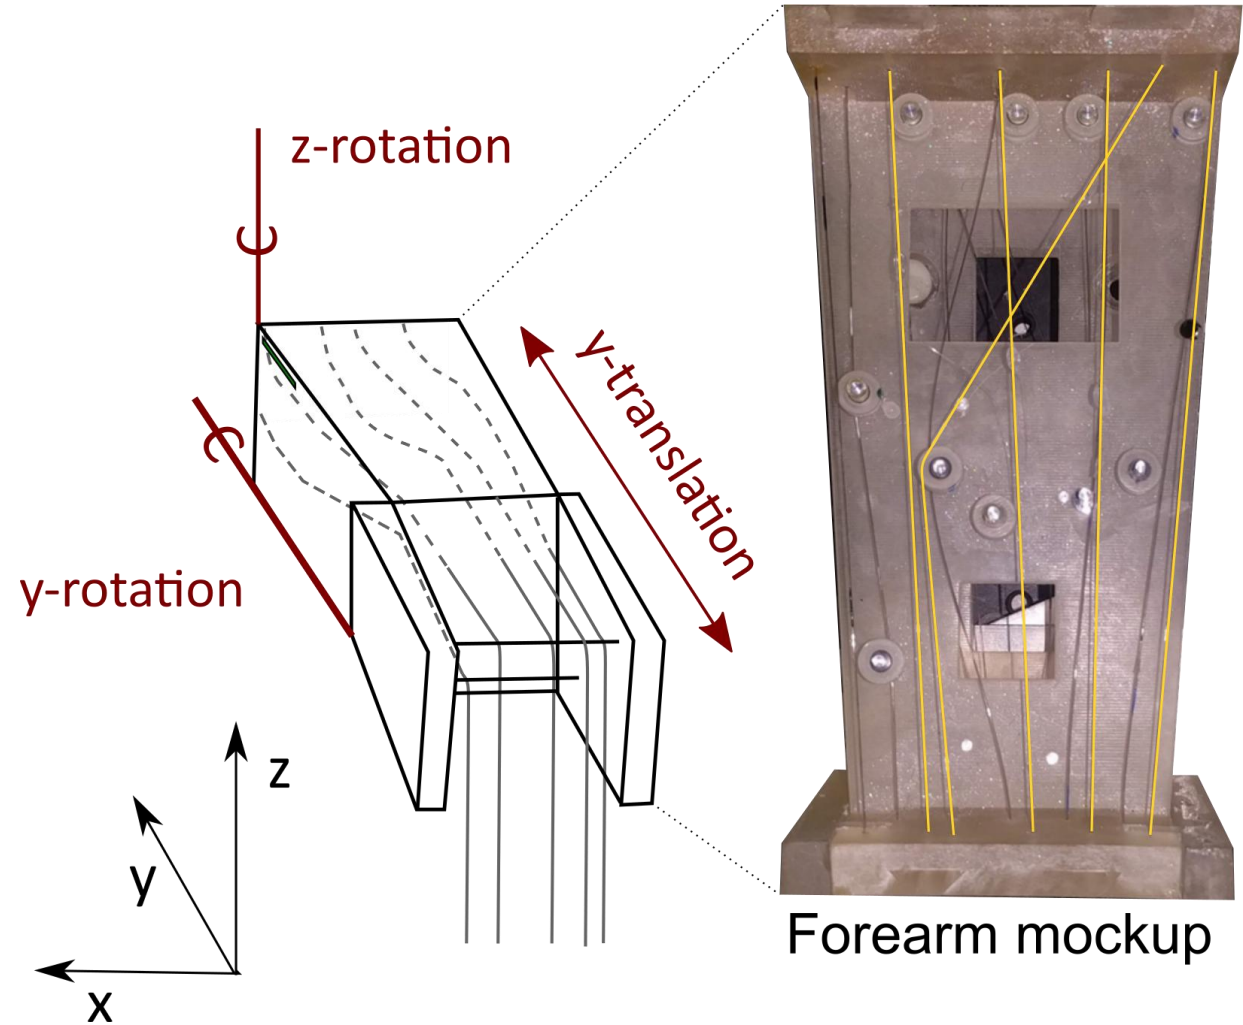 z-rotation
y-translation
y-rotation
z
y
x
Forearm mockup